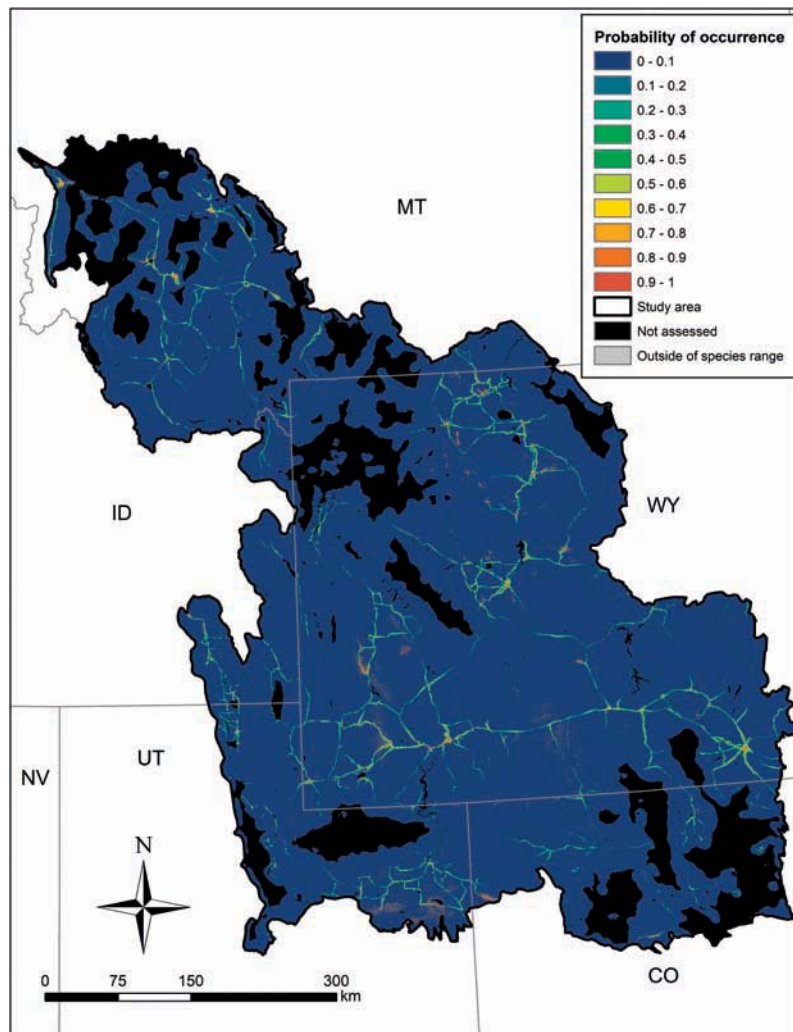 Probability of occurrence
0 - 0.1
0.1 - 0.2
0.2 - 0.3
0.3 - 0.4
0.4 - 0.5
0.5 - 0.6
0.6 - 0.7
0.7 - 0.8
0.8 - 0.9
0.9 - 1
Study area
Not assessed
Outside of species range
MT
ID
WY
NV
UT
CO
N
0 75 150 300
km